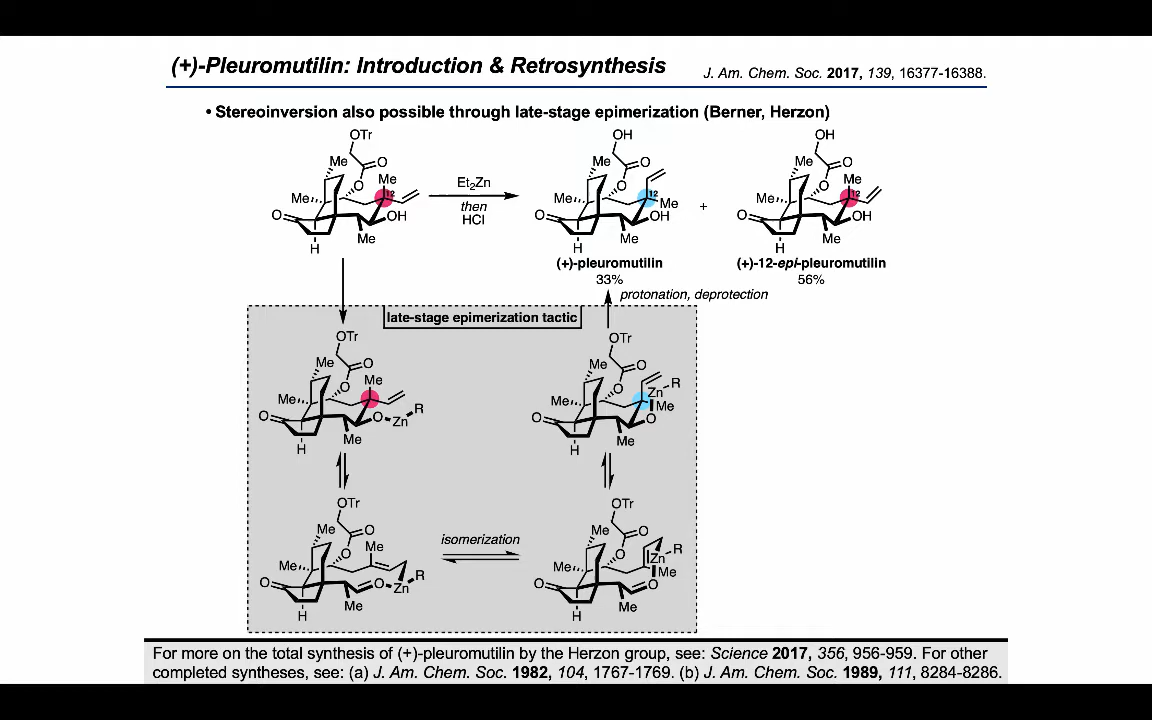 (+)-Pleuromutilin: Introduction & Retrosynthesis
J. Am. Chem. Soc. 2017, 139, 16377-16388.
• Stereoinversion also possible through late-stage epimerization (Berner, Herzon)
OTr
Me
O
O
Me
Me
12
O
OH
Me
H
Et2Zn
then
HCl
OH
Me
O
O
Me
12
Me
O
OH
Me
H
(+)-pleuromutilin
33%
+
OH
Me
O
O
Me
Me
12
O
OH
Me
H
(+)-12-epi-pleuromutilin
56%
protonation, deprotection
late-stage epimerization tactic
OTr
Me
O
O
Me
Me
O
O
Zn
R
Me
H
OTr
Me
O
O
Me
Zn
R
Me
O
O
Me
H
OTr
Me
O
O
Me
Me
O
O
Zn
R
Me
H
isomerization
OTr
Me
O
O
Me
Zn
R
Me
O
O
Me
H
For more on the total synthesis of (+)-pleuromutilin by the Herzon group, see: Science 2017, 356, 956-959. For other
completed syntheses, see: (a) J. Am. Chem. Soc. 1982, 104, 1767-1769. (b) J. Am. Chem. Soc. 1989, 111, 8284-8286.